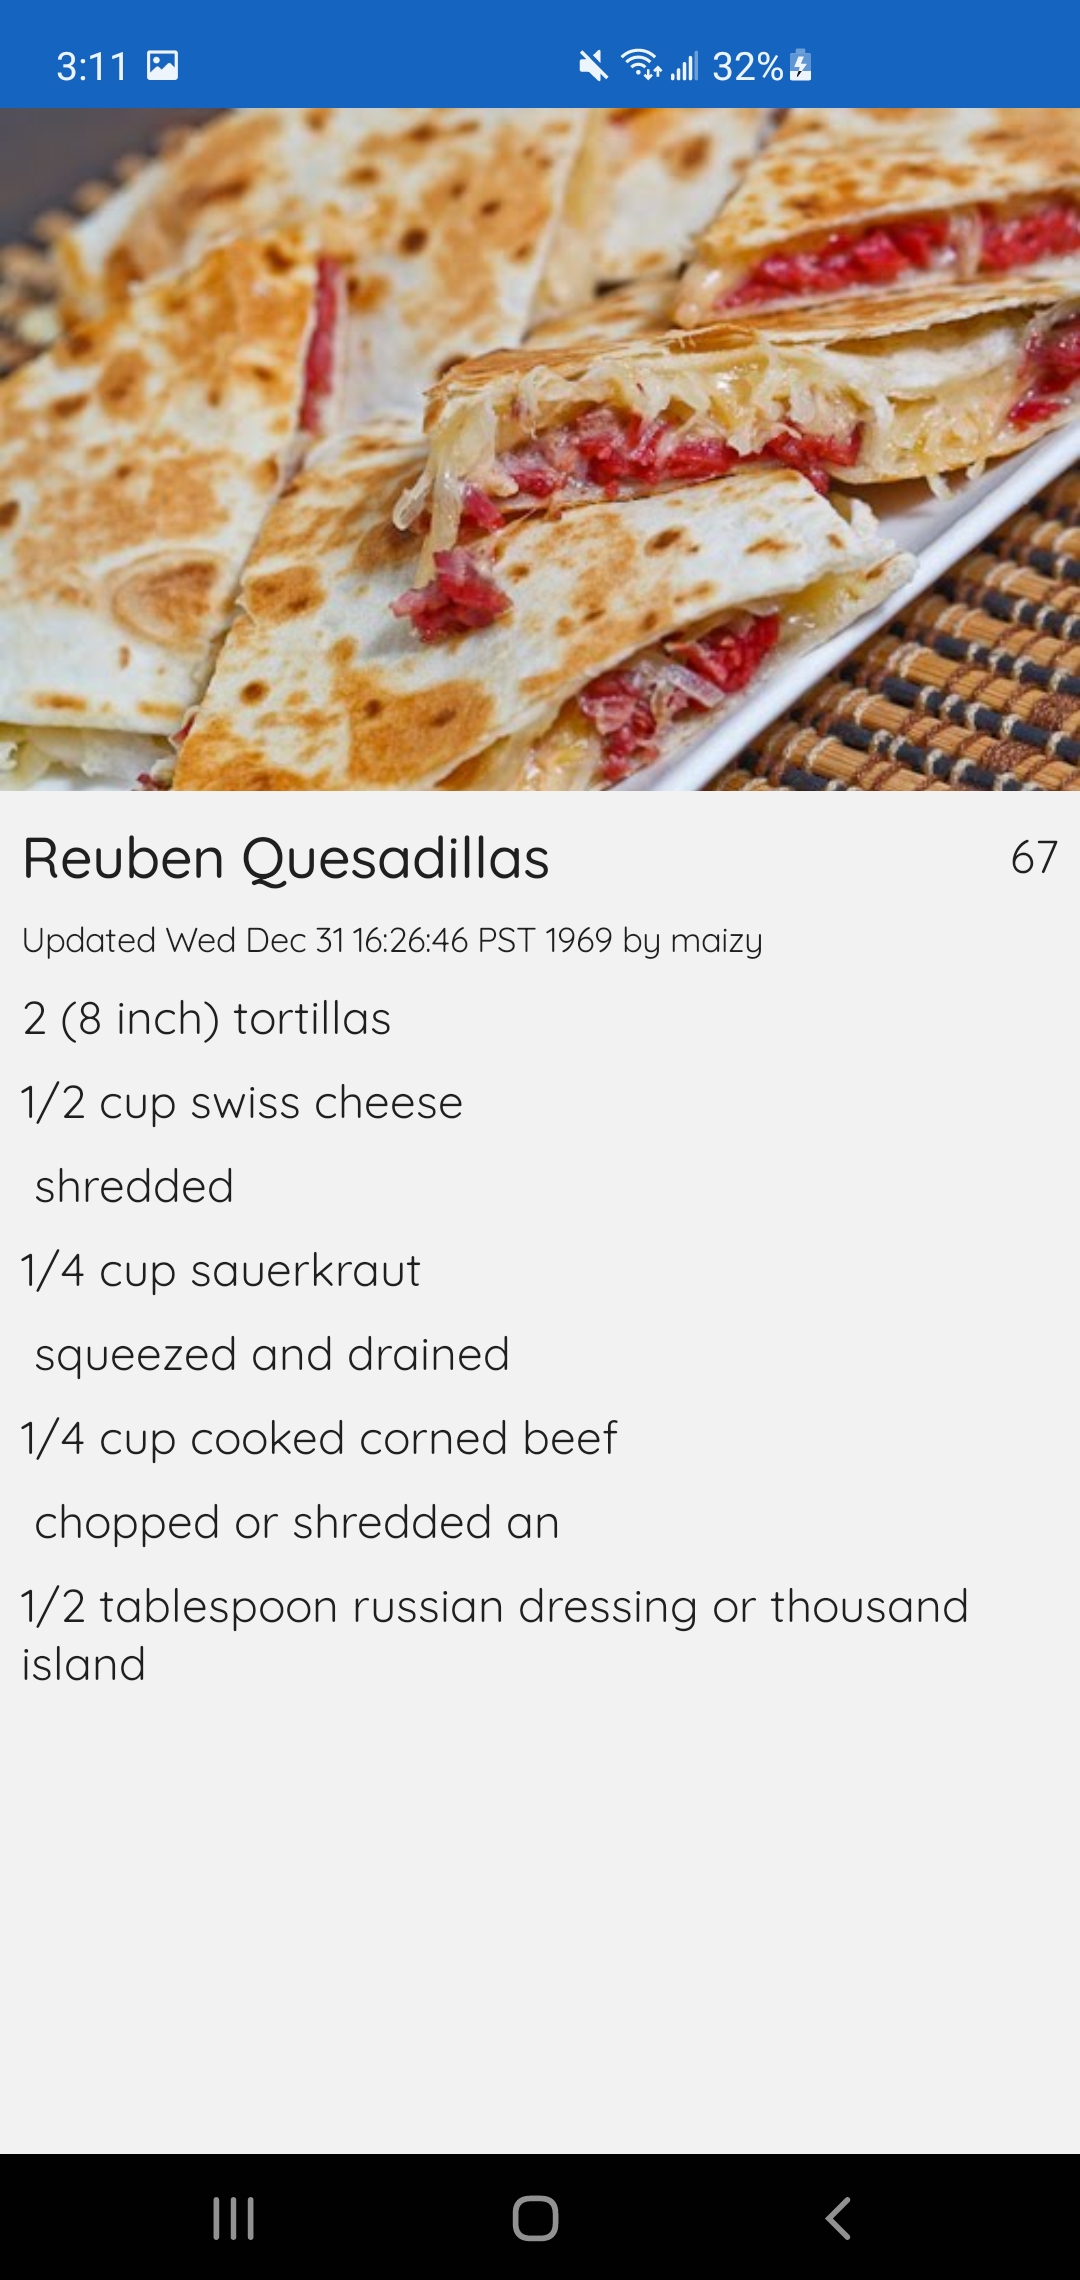 3:11 32%
Reuben Quesadillas 67
Updated Wed Dec 31 16:26:46 PST 1969 by maizy
2 (8 inch) tortillas
1/2 cup swiss cheese
shredded
1/4 cup sauerkraut
squeezed and drained
1/4 cup cooked corned beef
chopped or shredded an
1/2 tablespoon russian dressing or thousand
island